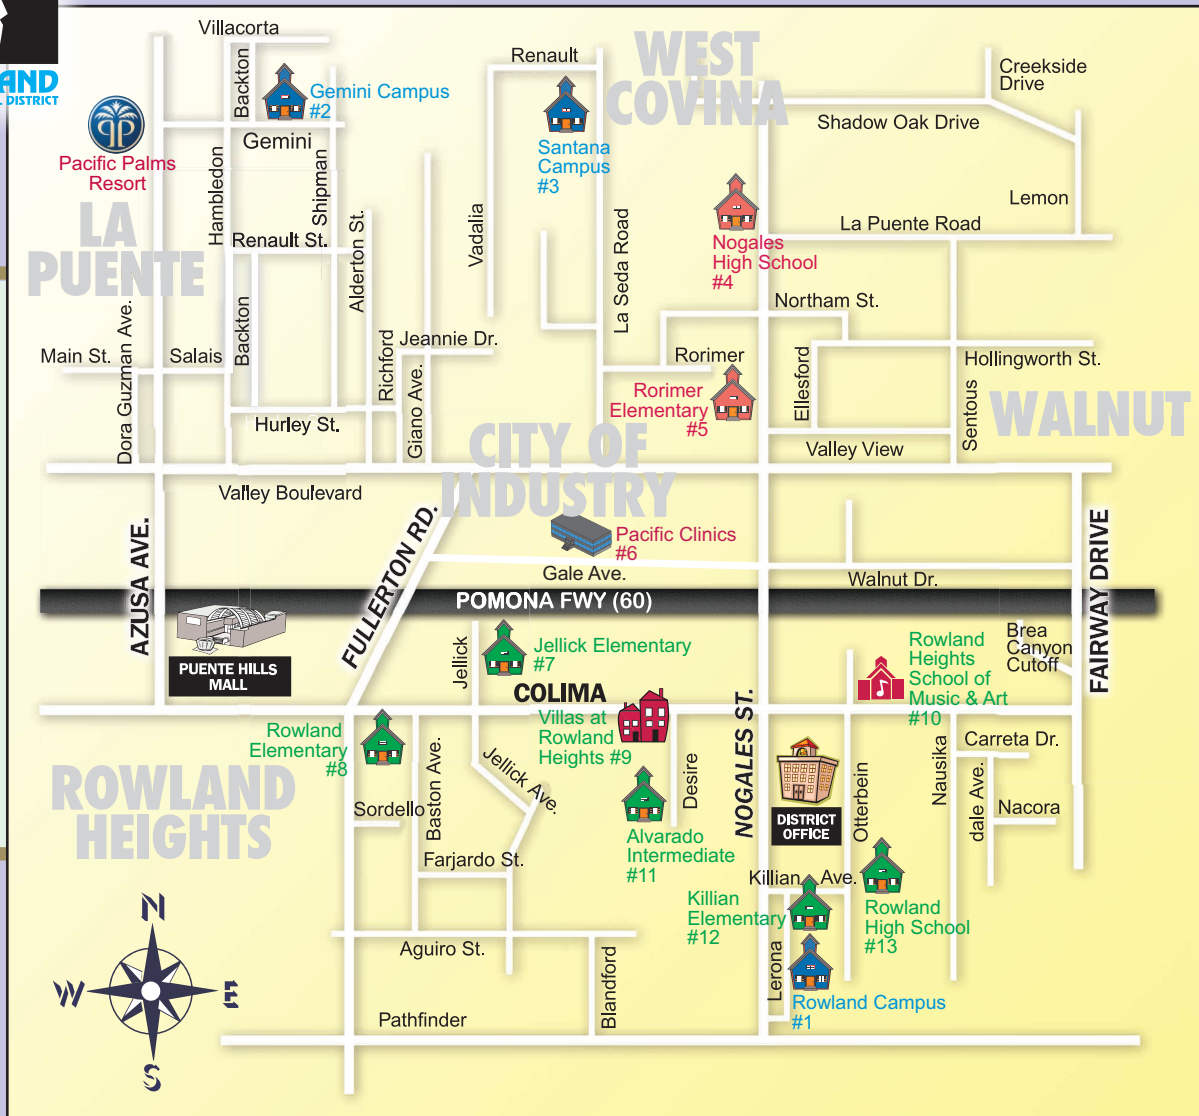 AND
L DISTRICT
Villacorta
Backton
Gemini Campus
#2
Gemini
Pacific Palms
Resort
Hambledon
Shipman
LA
PUENTE
Renault St.
Alderton St.
Renault
Santana
Campus
#3
WEST
COVINA
Creekside
Drive
Shadow Oak Drive
Lemon
La Puente Road
Vadalia
La Seda Road
Nogales
High School
#4
Northam St.
Main St.
Dora Guzman Ave.
Salais
Backton
Hurley St.
Richford
Jeannie Dr.
Giano Ave.
Rorimer
Rorimer
Elementary
#5
Ellesford
Hollingworth St.
Sentous
WALNUT
Valley View
CITY OF
INDUSTRY
Valley Boulevard
AZUSA AVE.
FULLERTON RD.
Pacific Clinics
#6
Gale Ave.
Walnut Dr.
FAIRWAY DRIVE
POMONA FWY (60)
PUENTE HILLS
MALL
Jellick
Jellick Elementary
#7
COLIMA
Villas at
Rowland
Heights #9
NOGALES ST.
Rowland
Heights
School of
Music & Art
#10
Brea
Canyon
Cutoff
Rowland
Elementary
#8
ROWLAND
HEIGHTS
Sordello
Baston Ave.
Jellick Ave.
Desire
Alvarado
Intermediate
#11
DISTRICT
OFFICE
Otterbein
Nausika
Carreta Dr.
dale Ave.
Nacora
Farjardo St.
Killian Ave.
Killian
Elementary
#12
Rowland
High School
#13
Aguiro St.
Blandford
Lerona
Rowland Campus
#1
Pathfinder
N
W
E
S